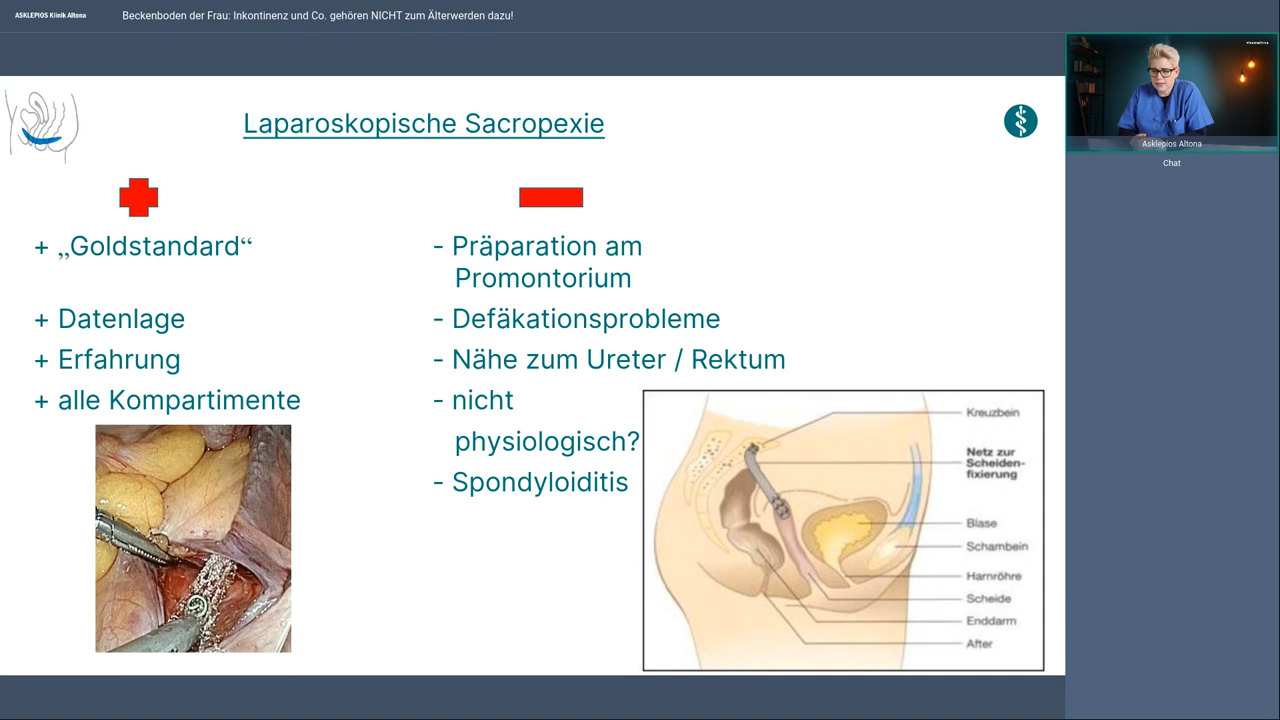 ASKLEPIOS Klinik Altona
Beckenboden der Frau: Inkontinenz und Co. gehören NICHT zum Älterwerden dazu!
Laparoskopische Sacropexie
+ „Goldstandard“
+ Datenlage
+ Erfahrung
+ alle Kompartimente
- Präparation am
Promontorium
- Defäkationsprobleme
- Nähe zum Ureter / Rektum
- nicht
physiologisch?
- Spondyloiditis
Kreuzbein
Netz zur
Scheiden-
fixierung
Blase
Schambein
Harnröhre
Scheide
Enddarm
After
Asklepios Altona
Chat